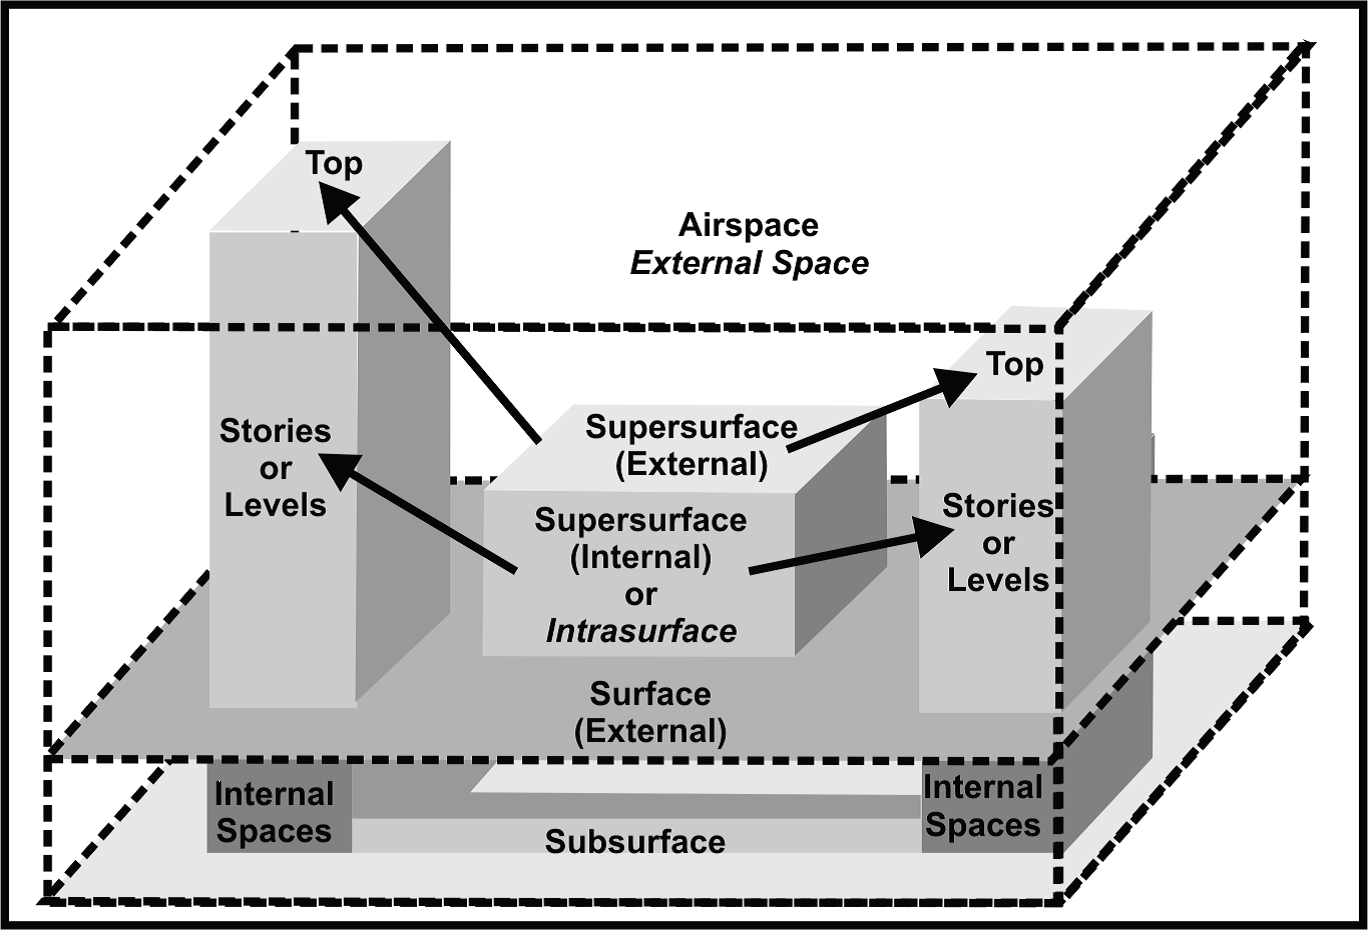 Top
Airspace
External Space
Top
Stories
or
Levels
Supersurface
(External)
Supersurface
(Internal)
or
Intrasurface
Stories
or
Levels
Surface
(External)
Internal
Spaces
Internal
Spaces
Subsurface